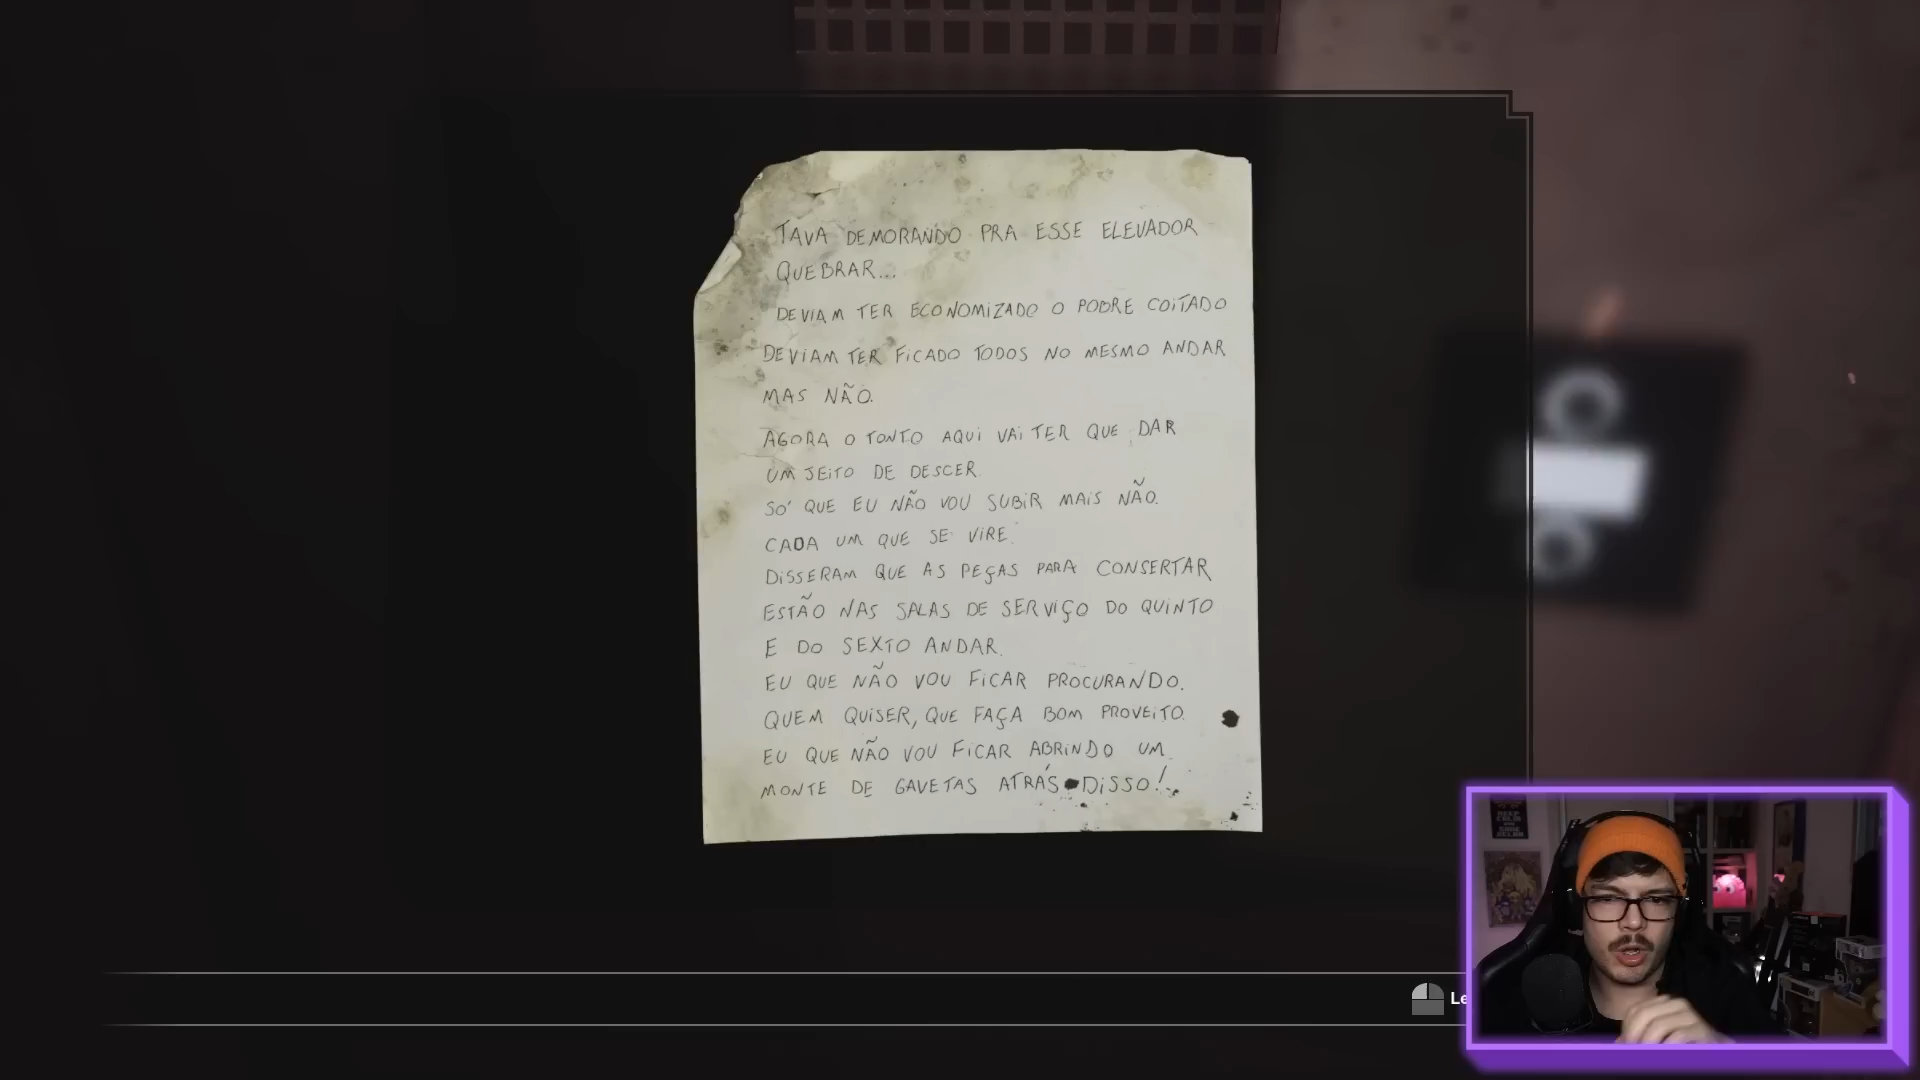 TAVA DEMORANDO PRA ESSE ELEVADOR
QUEBRAR...
DEVIAM TER ECONOMIZADO O POBRE COITADO
DEVIAM TER FICADO TODOS NO MESMO ANDAR
MAS NÃO.
AGORA O TONTO AQUI VAI TER QUE DAR
UM JEITO DE DESCER
SÓ QUE EU NÃO VOU SUBIR MAIS NÃO.
CADA UM QUE SE VIRE.
DISSERAM QUE AS PEÇAS PARA CONSERTAR
ESTÃO NAS SALAS DE SERVIÇO DO QUINTO
E DO SEXTO ANDAR.
EU QUE NÃO VOU FICAR PROCURANDO.
QUEM QUISER, QUE FAÇA BOM PROVEITO.
EU QUE NÃO VOU FICAR ABRINDO UM
MONTE DE GAVETAS ATRÁS DISSO!
Le